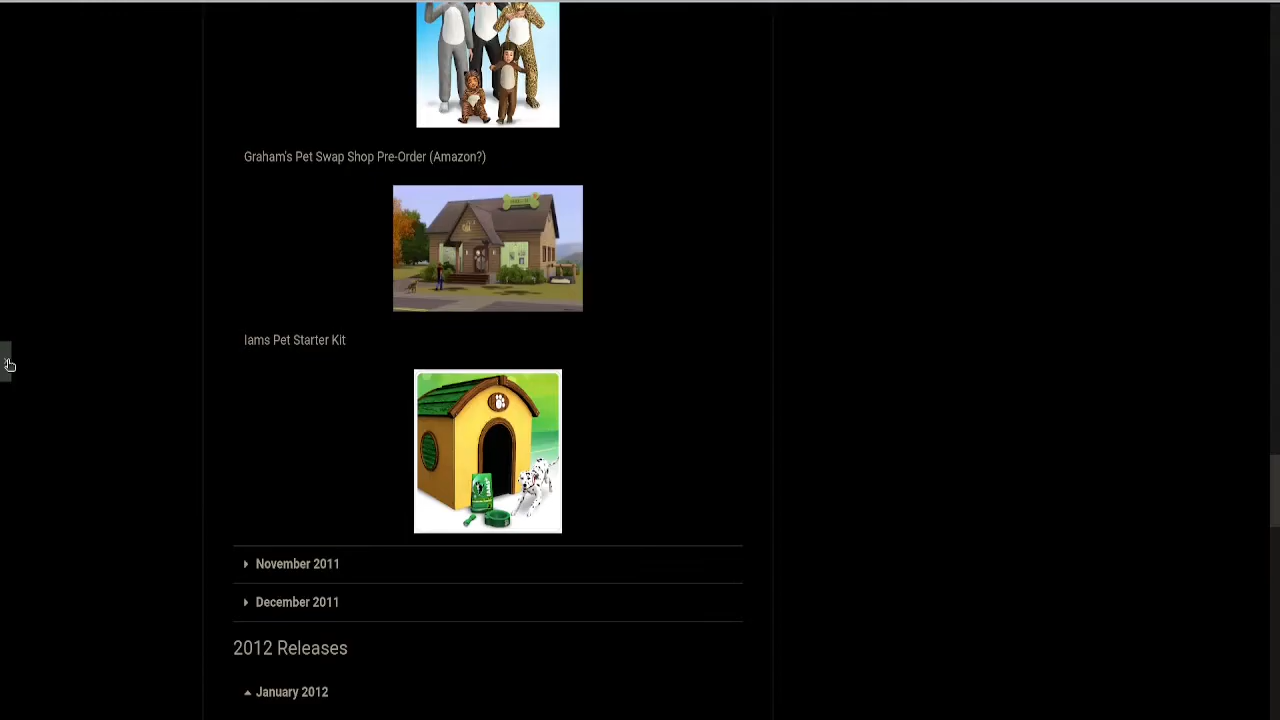 Graham's Pet Swap Shop Pre-Order (Amazon?)
Iams Pet Starter Kit
November 2011
December 2011
2012 Releases
January 2012